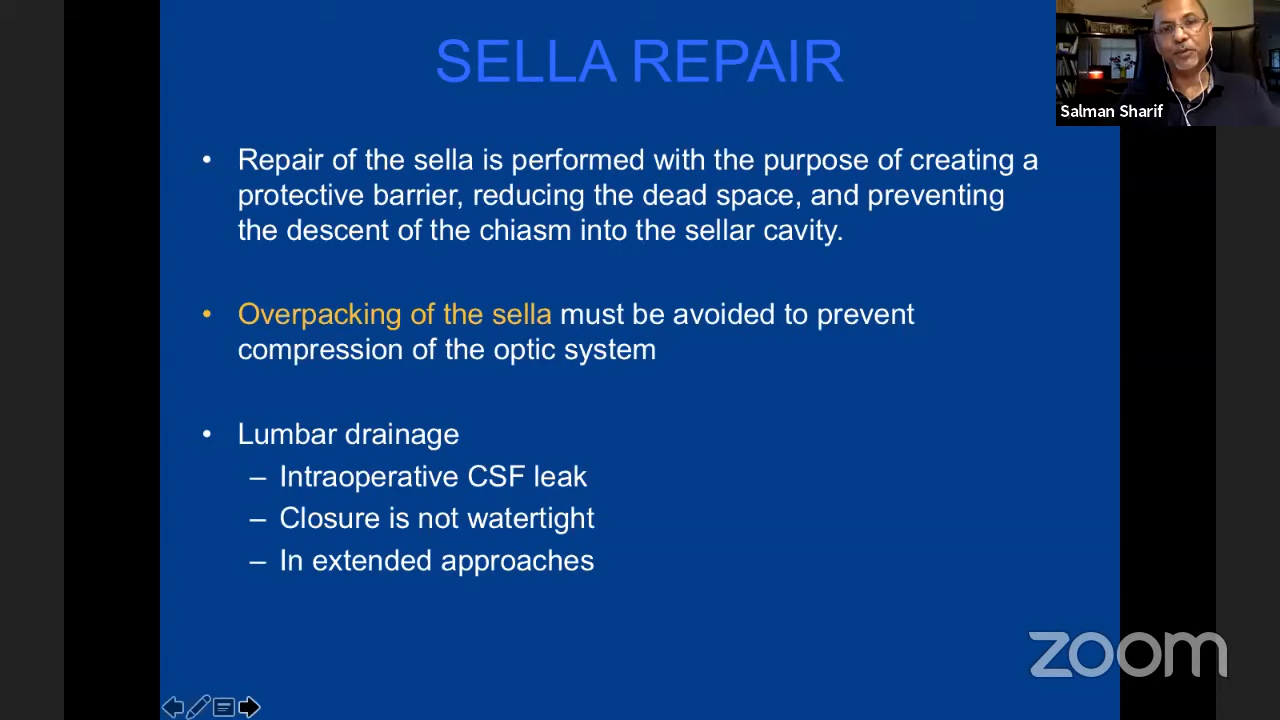 SELLA REPAIR
Salman Sharif
• Repair of the sella is performed with the purpose of creating a
protective barrier, reducing the dead space, and preventing
the descent of the chiasm into the sellar cavity.
• Overpacking of the sella must be avoided to prevent
compression of the optic system
• Lumbar drainage
– Intraoperative CSF leak
– Closure is not watertight
– In extended approaches
zoom